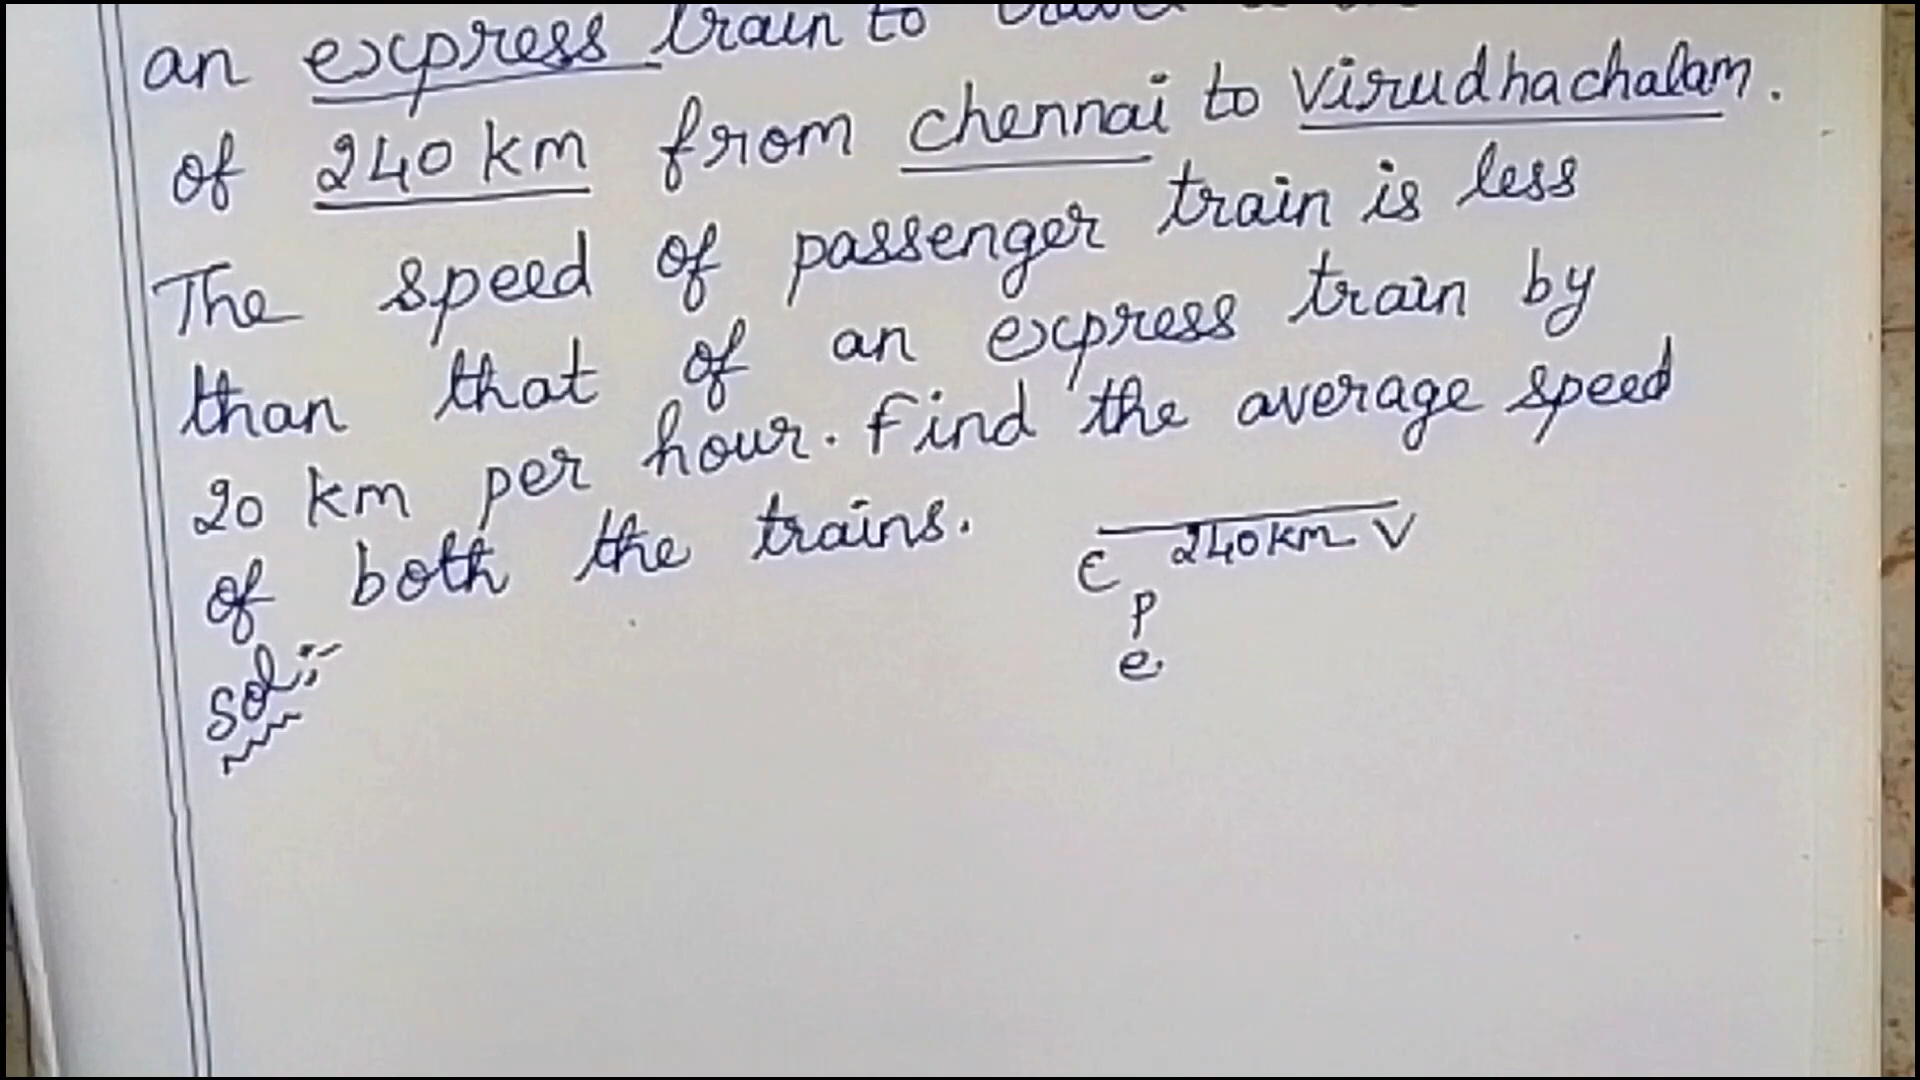 an express train to
of 240 km from chennai to Virudhachalam.
The speed of passenger train is less
than that of an express train by
20 km per hour. Find the average speed
of both the trains.
C 240km V
P
e.
Sol:-